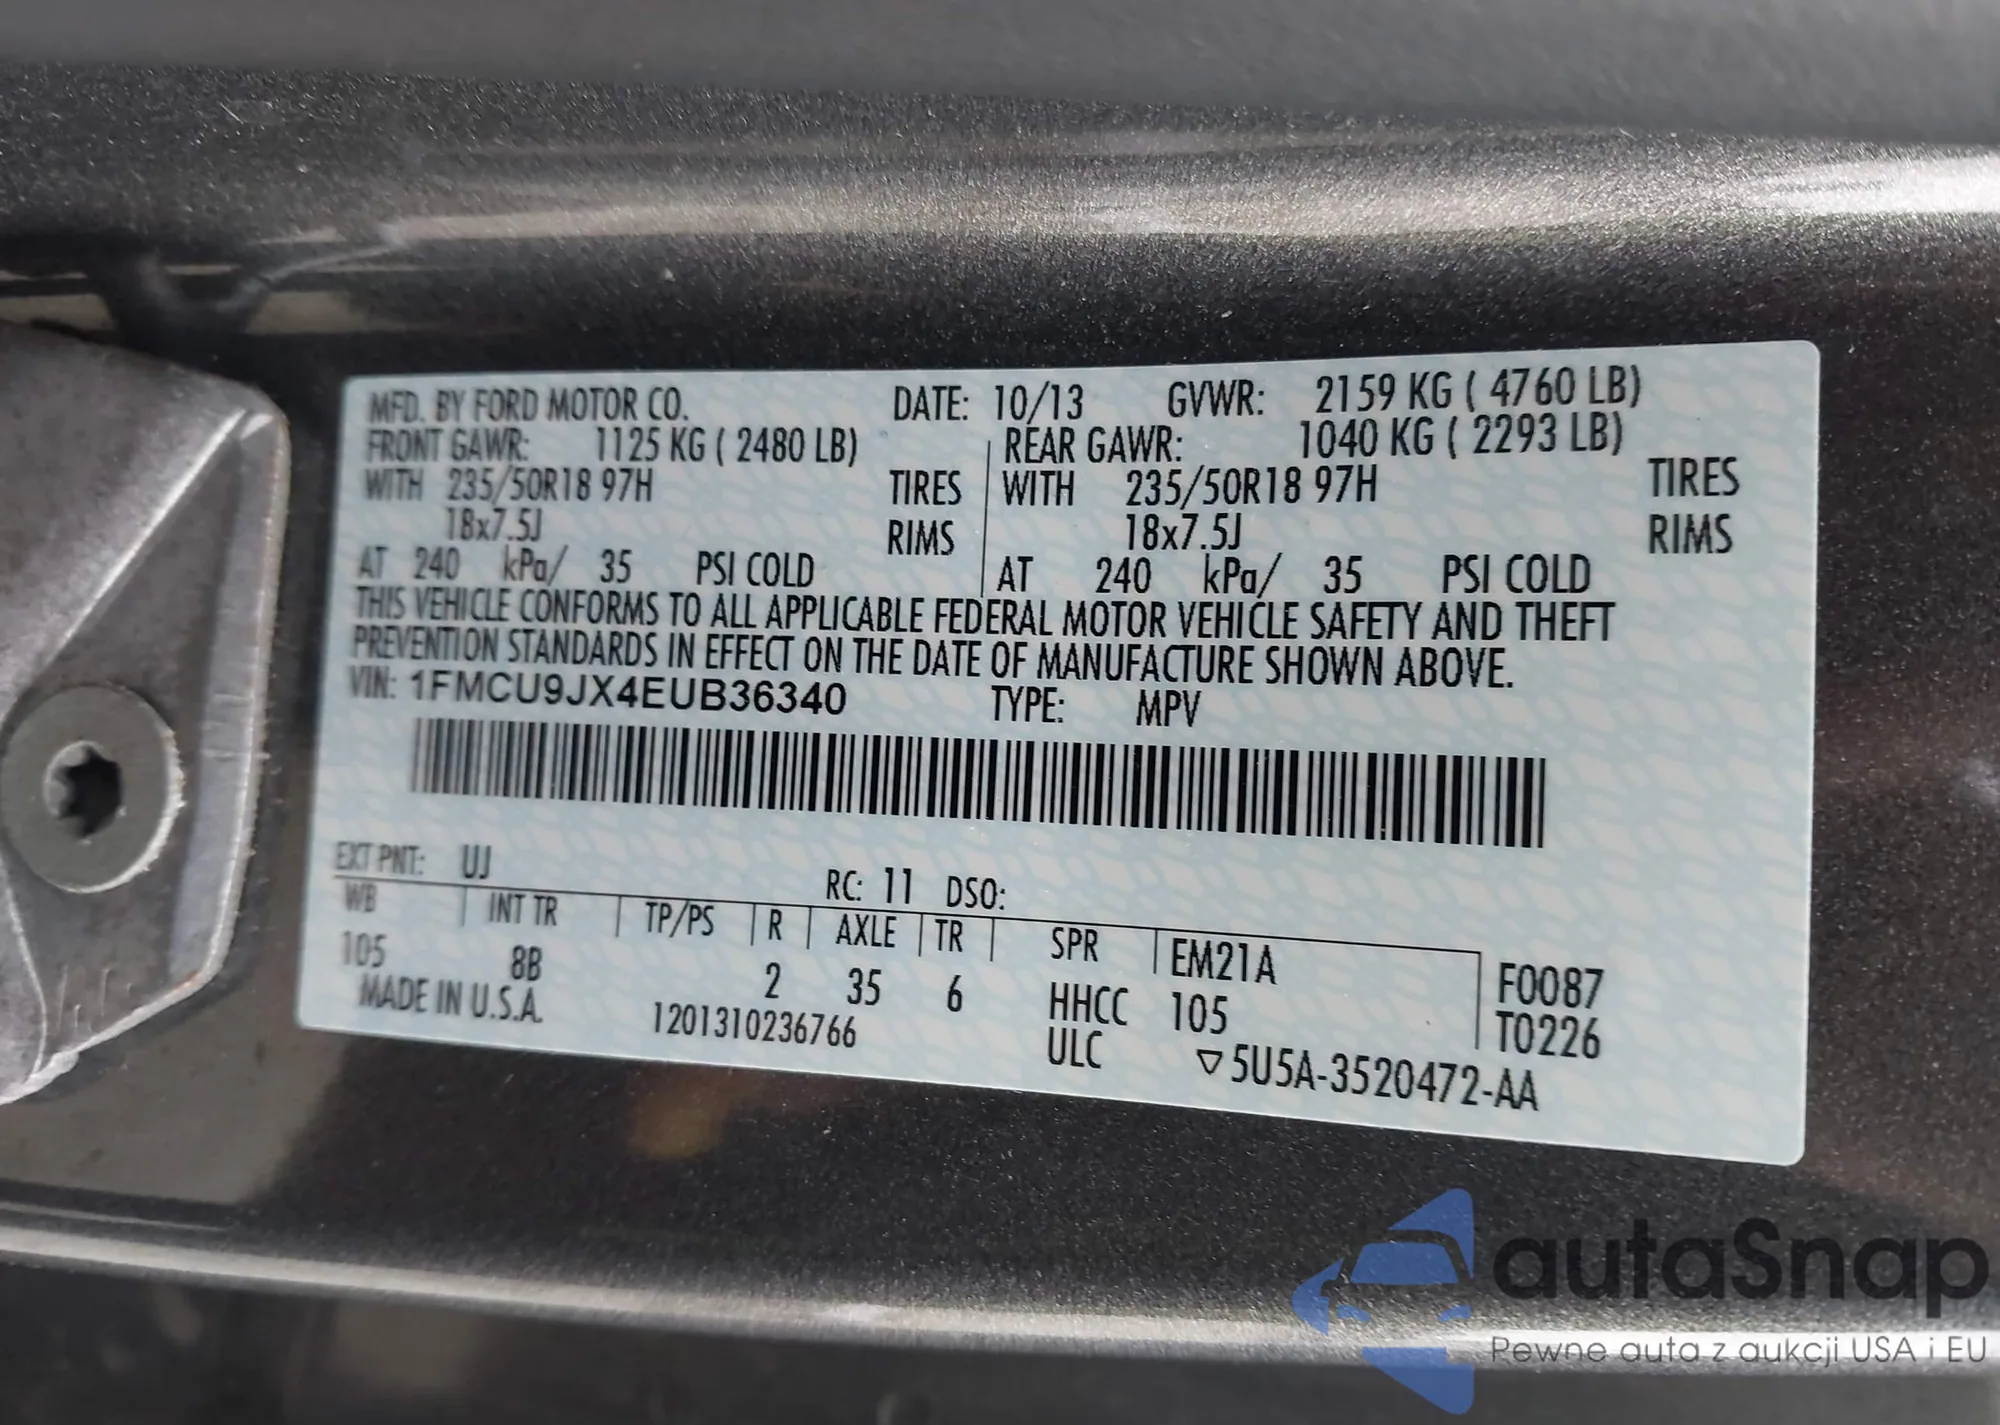 MFD. BY FORD MOTOR CO. DATE: 10/13 GVWR: 2159 KG ( 4760 LB)
FRONT GAWR: 1125 KG ( 2480 LB) REAR GAWR: 1040 KG ( 2293 LB)
WITH 235/50R18 97H TIRES WITH 235/50R18 97H TIRES
18x7.5J RIMS 18x7.5J RIMS
AT 240 kPa/ 35 PSI COLD AT 240 kPa/ 35 PSI COLD
THIS VEHICLE CONFORMS TO ALL APPLICABLE FEDERAL MOTOR VEHICLE SAFETY AND THEFT
PREVENTION STANDARDS IN EFFECT ON THE DATE OF MANUFACTURE SHOWN ABOVE.
VIN: 1FMCU9JX4EUB36340 TYPE: MPV
EXT PNT: UJ RC: 11 DSO:
WB INT TR TP/PS R AXLE TR SPR EM21A F0087
105 8B 2 35 6 HHCC 105 T0226
MADE IN U.S.A. 1201310236766 ULC ▽5U5A-3520472-AA
autaSnap
Pewne auta z aukcji USA i EU